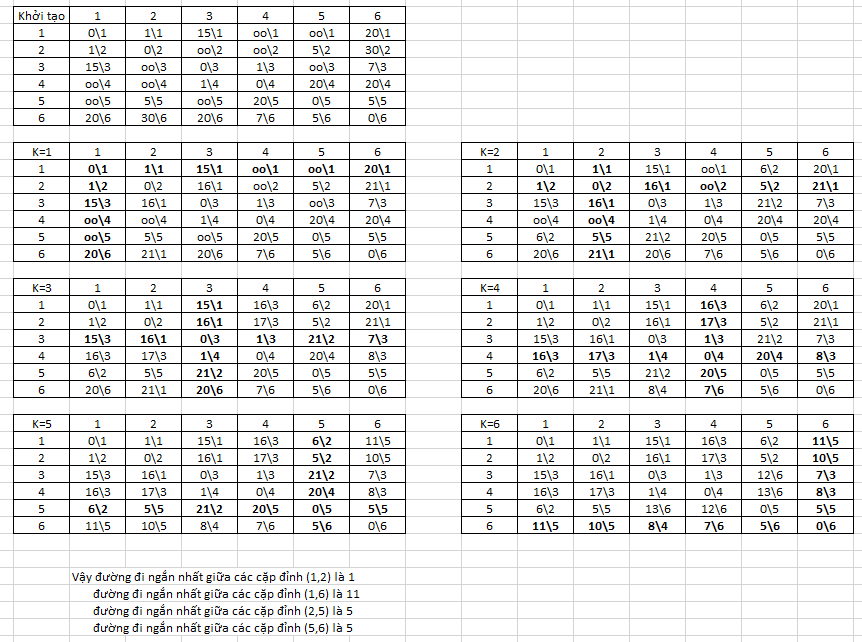 Khởi tạo 1 2 3 4 5 6
1 0\1 1\1 15\1 oo\1 oo\1 20\1
2 1\2 0\2 oo\2 oo\2 5\2 30\2
3 15\3 oo\3 0\3 1\3 oo\3 7\3
4 oo\4 oo\4 1\4 0\4 20\4 20\4
5 oo\5 5\5 oo\5 20\5 0\5 5\5
6 20\6 30\6 20\6 7\6 5\6 0\6
K=1 1 2 3 4 5 6
1 0\1 1\1 15\1 oo\1 oo\1 20\1
2 1\2 0\2 16\1 oo\2 5\2 21\1
3 15\3 16\1 0\3 1\3 oo\3 7\3
4 oo\4 oo\4 1\4 0\4 20\4 20\4
5 oo\5 5\5 oo\5 20\5 0\5 5\5
6 20\6 21\1 20\6 7\6 5\6 0\6
K=2 1 2 3 4 5 6
1 0\1 1\1 15\1 oo\1 6\2 20\1
2 1\2 0\2 16\1 oo\2 5\2 21\1
3 15\3 16\1 0\3 1\3 21\2 7\3
4 oo\4 oo\4 1\4 0\4 20\4 20\4
5 6\2 5\5 21\2 20\5 0\5 5\5
6 20\6 21\1 20\6 7\6 5\6 0\6
K=3 1 2 3 4 5 6
1 0\1 1\1 15\1 16\3 6\2 20\1
2 1\2 0\2 16\1 17\3 5\2 21\1
3 15\3 16\1 0\3 1\3 21\2 7\3
4 16\3 17\3 1\4 0\4 20\4 8\3
5 6\2 5\5 21\2 20\5 0\5 5\5
6 20\6 21\1 20\6 7\6 5\6 0\6
K=4 1 2 3 4 5 6
1 0\1 1\1 15\1 16\3 6\2 20\1
2 1\2 0\2 16\1 17\3 5\2 21\1
3 15\3 16\1 0\3 1\3 21\2 7\3
4 16\3 17\3 1\4 0\4 20\4 8\3
5 6\2 5\5 21\2 20\5 0\5 5\5
6 20\6 21\1 8\4 7\6 5\6 0\6
K=5 1 2 3 4 5 6
1 0\1 1\1 15\1 16\3 6\2 11\5
2 1\2 0\2 16\1 17\3 5\2 10\5
3 15\3 16\1 0\3 1\3 21\2 7\3
4 16\3 17\3 1\4 0\4 20\4 8\3
5 6\2 5\5 21\2 20\5 0\5 5\5
6 11\5 10\5 8\4 7\6 5\6 0\6
K=6 1 2 3 4 5 6
1 0\1 1\1 15\1 16\3 6\2 11\5
2 1\2 0\2 16\1 17\3 5\2 10\5
3 15\3 16\1 0\3 1\3 12\6 7\3
4 16\3 17\3 1\4 0\4 13\6 8\3
5 6\2 5\5 13\6 12\6 0\5 5\5
6 11\5 10\5 8\4 7\6 5\6 0\6
Vậy đường đi ngắn nhất giữa các cặp đỉnh (1,2) là 1
đường đi ngắn nhất giữa các cặp đỉnh (1,6) là 11
đường đi ngắn nhất giữa các cặp đỉnh (2,5) là 5
đường đi ngắn nhất giữa các cặp đỉnh (5,6) là 5